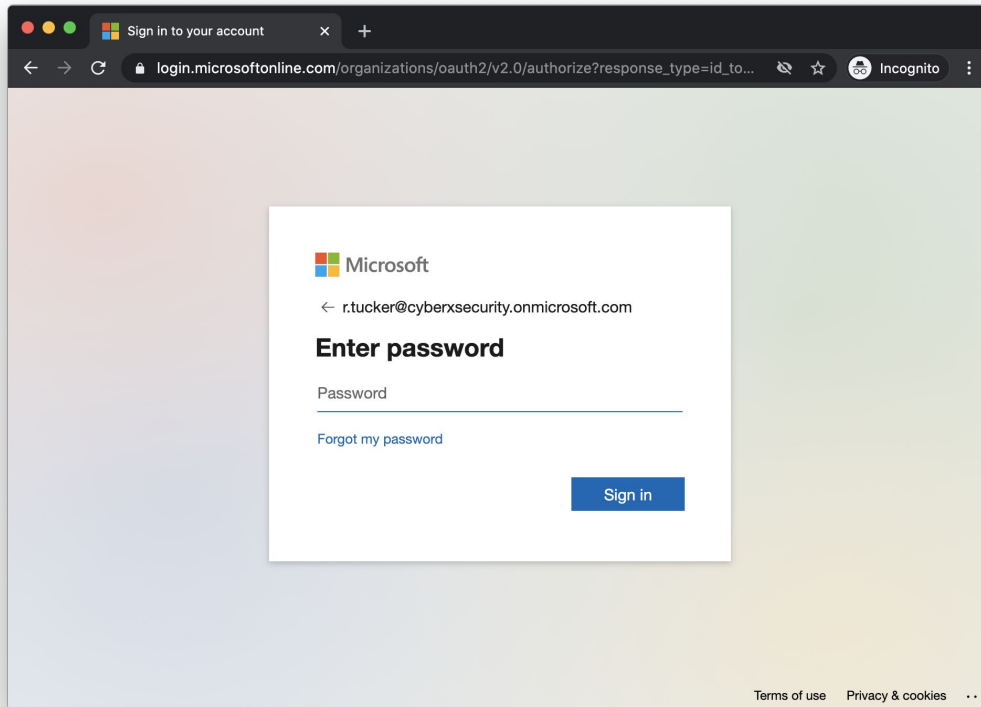 Sign in to your account
login.microsoftonline.com/organizations/oauth2/v2.0/authorize?response_type=id_to...
Incognito
Microsoft
r.tucker@cyberxsecurity.onmicrosoft.com
Enter password
Password
Forgot my password
Sign in
Terms of use Privacy & cookies